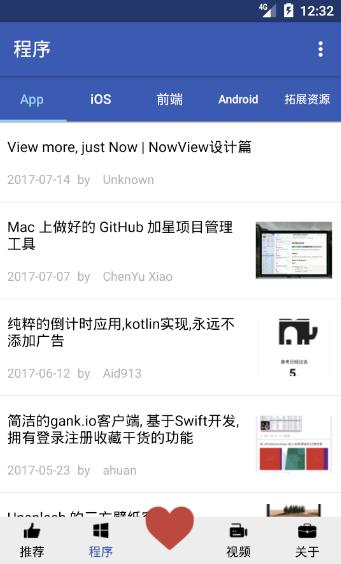 4G 12:32
程序
App iOS 前端 Android 拓展资源
View more, just Now | NowView设计篇
2017-07-14 by Unknown
Mac 上做好的 GitHub 加星项目管理
工具
2017-07-07 by ChenYu Xiao
纯粹的倒计时应用,kotlin实现,永远不
添加广告
2017-06-12 by Aid913
5
简洁的gank.io客户端, 基于Swift开发,
拥有登录注册收藏干货的功能
2017-05-23 by ahuan
推荐 程序 视频 关于